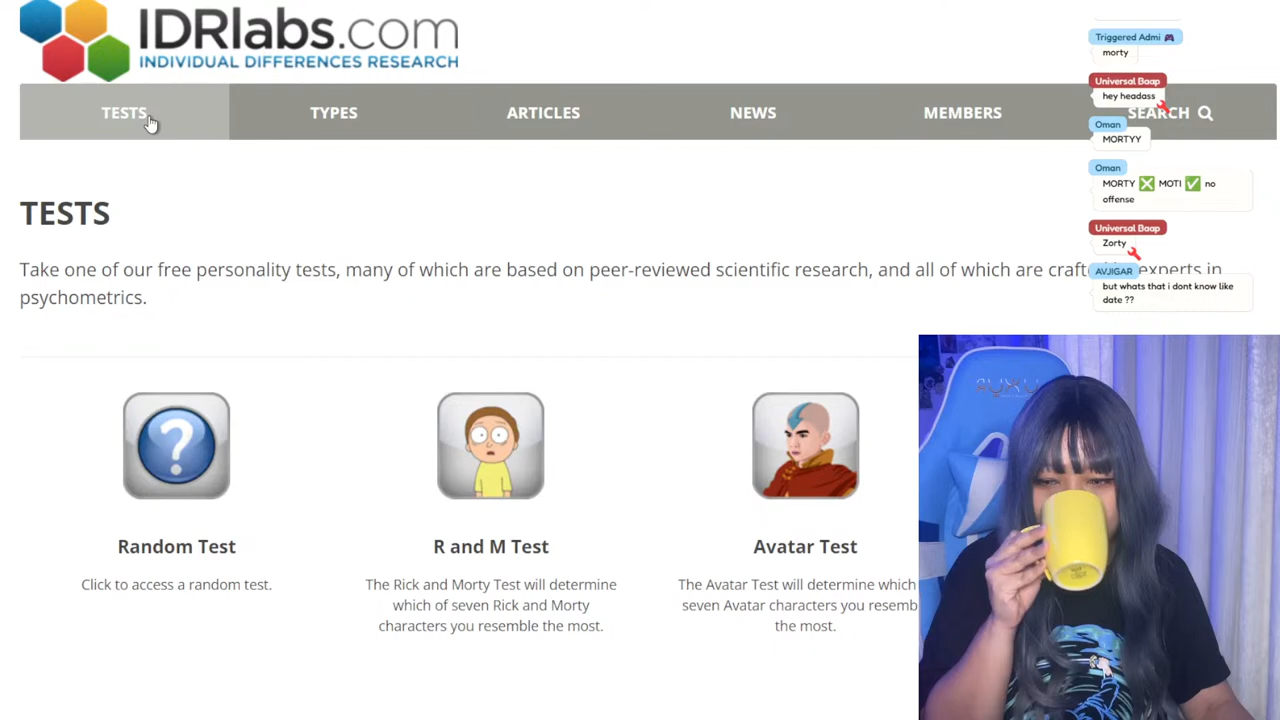 IDRlabs.com
INDIVIDUAL DIFFERENCES RESEARCH
TESTS
TYPES
ARTICLES
NEWS
MEMBERS
SEARCH
TESTS
Take one of our free personality tests, many of which are based on peer-reviewed scientific research, and all of which are experts in
psychometrics.
Random Test
Click to access a random test.
R and M Test
The Rick and Morty Test will determine
which of seven Rick and Morty
characters you resemble the most.
Avatar Test
The Avatar Test will determine which
seven Avatar characters you
the most.
Triggered Admi 🎮
morty
Universal Baap
hey headass
Oman
MORTYY
Oman
MORTY ❎ MOTI ✅ no
offense
Universal Baap
Zorty
AVJIGAR
but whats that i dont know like
date ??